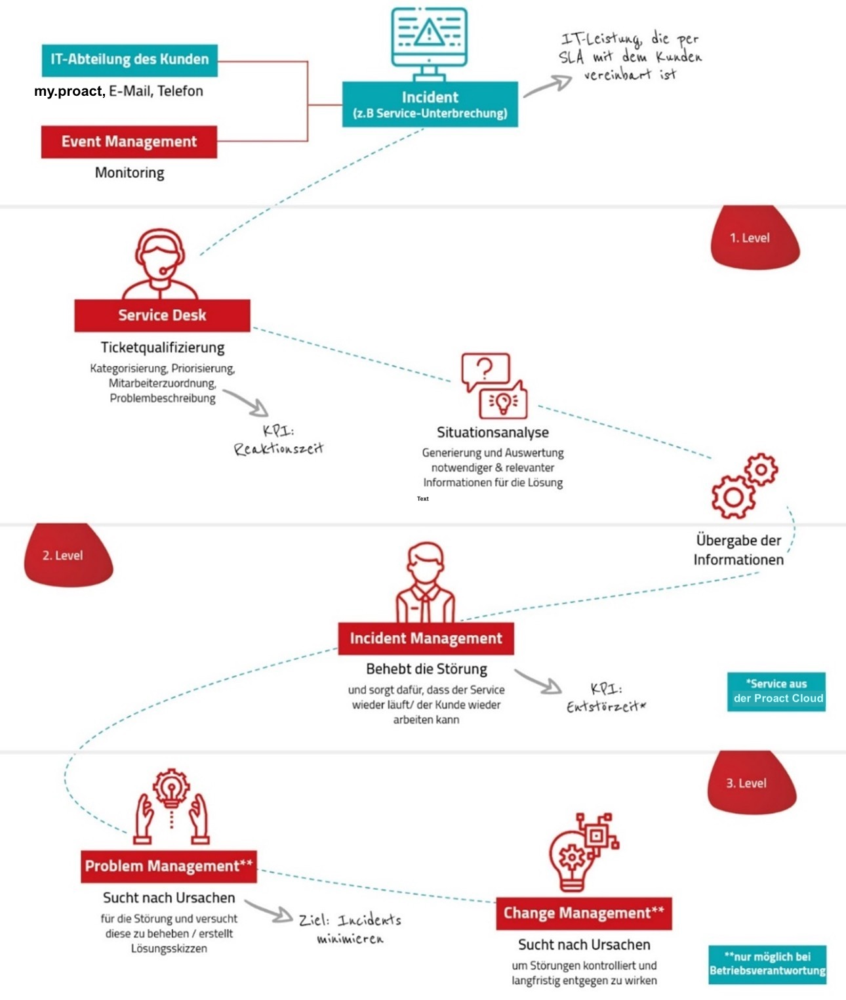 IT-Abteilung des Kunden
my.proact, E-Mail, Telefon
Event Management
Monitoring
Incident
(z.B Service-Unterbrechung)
IT-Leistung, die per
SLA mit dem Kunden
vereinbart ist
1. Level
Service Desk
Ticketqualifizierung
Kategorisierung, Priorisierung,
Mitarbeiterzuordnung,
Problembeschreibung
KPI:
Reaktionszeit
Situationsanalyse
Generierung und Auswertung
notwendiger & relevanter
Informationen für die Lösung
Text
Übergabe der
Informationen
2. Level
Incident Management
Behebt die Störung
und sorgt dafür, dass der Service
wieder läuft/ der Kunde wieder
arbeiten kann
KPI:
Entstörzeit*
*Service aus
der Proact Cloud
3. Level
Problem Management**
Sucht nach Ursachen
für die Störung und versucht
diese zu beheben / erstellt
Lösungsskizzen
Ziel: Incidents
minimieren
Change Management**
Sucht nach Ursachen
um Störungen kontrolliert und
langfristig entgegen zu wirken
**nur möglich bei
Betriebsverantwortung